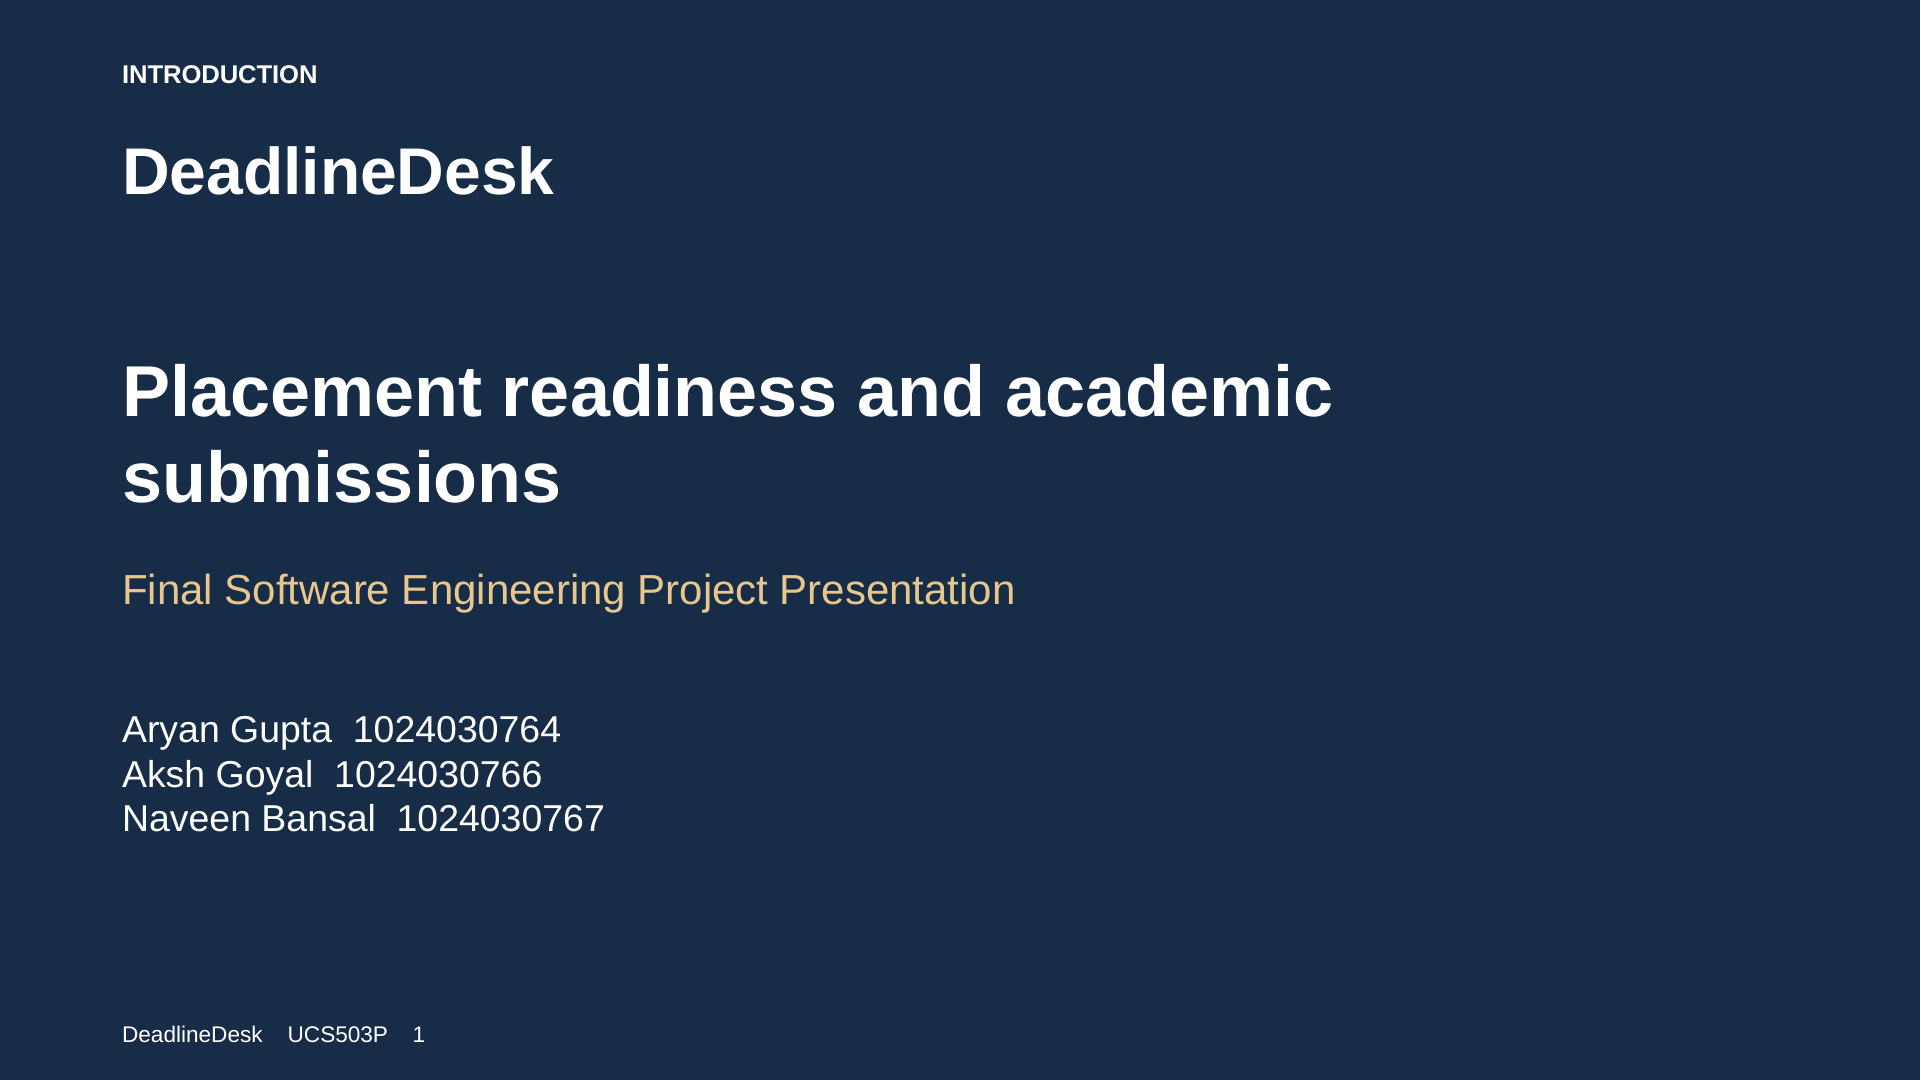 INTRODUCTION
DeadlineDesk
Placement readiness and academic
submissions
Final Software Engineering Project Presentation
Aryan Gupta  1024030764
Aksh Goyal  1024030766
Naveen Bansal  1024030767
DeadlineDesk    UCS503P    1